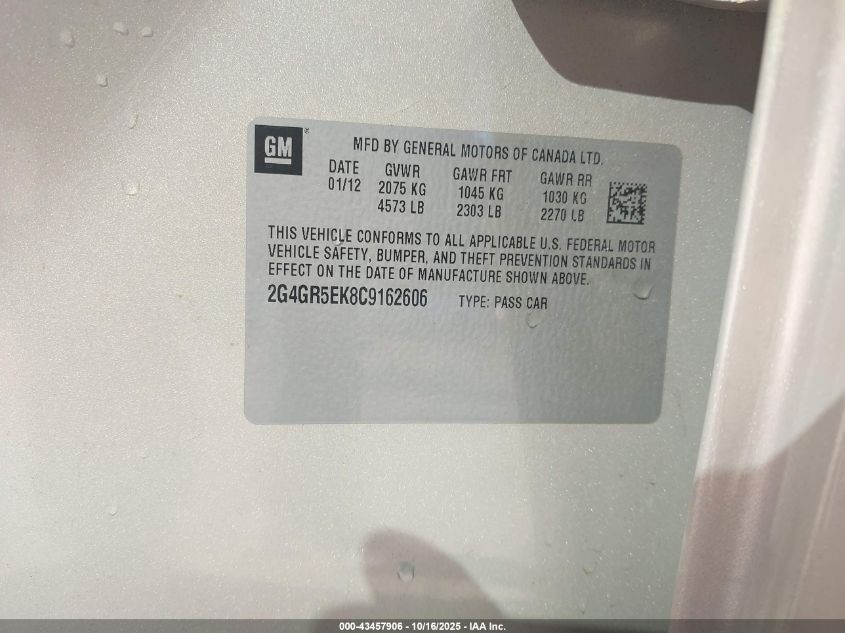 GM ®
MFD BY GENERAL MOTORS OF CANADA LTD.
DATE GVWR GAWR FRT GAWR RR
01/12 2075 KG 1045 KG 1030 KG
4573 LB 2303 LB 2270 LB
THIS VEHICLE CONFORMS TO ALL APPLICABLE U.S. FEDERAL MOTOR
VEHICLE SAFETY, BUMPER, AND THEFT PREVENTION STANDARDS IN
EFFECT ON THE DATE OF MANUFACTURE SHOWN ABOVE.
2G4GR5EK8C9162606 TYPE: PASS CAR
000-43457906 - 10/16/2025 - IAA Inc.